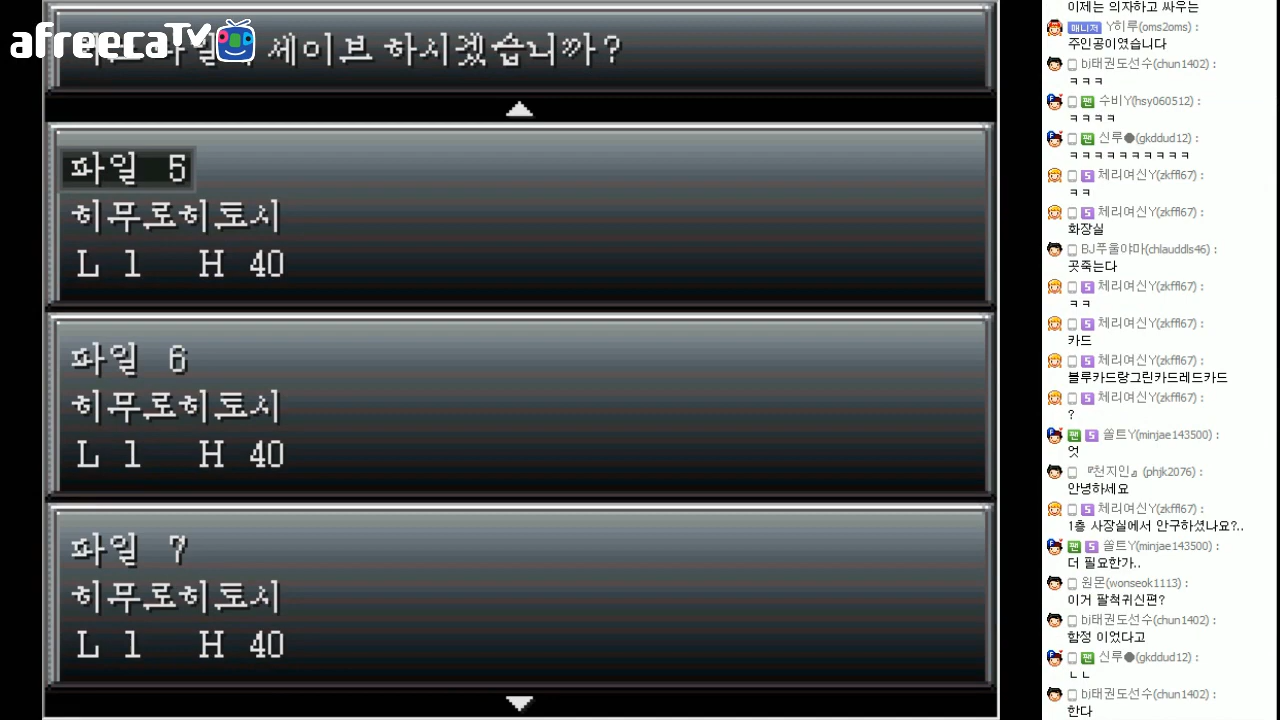 afreecaTV
세이브 하시겠습니까?
파일 5
히무로히토시
L 1 H 40
파일 6
히무로히토시
L 1 H 40
파일 7
히무로히토시
L 1 H 40
이제는 의자하고 싸우는
매니저 Y히루(oms2oms) :
주인공이였습니다
bj태권도선수(chun1402) :
ㅋㅋㅋ
팬 수비Y(hsy060512) :
ㅋㅋㅋㅋ
팬 신루●(gkddud12) :
ㅋㅋㅋㅋㅋㅋㅋㅋㅋㅋ
S 체리여신Y(zkffl67) :
ㅋㅋ
S 체리여신Y(zkffl67) :
화장실
BJ푸울야마(chlauddls46) :
곳죽는다
S 체리여신Y(zkffl67) :
ㅋㅋ
S 체리여신Y(zkffl67) :
카드
S 체리여신Y(zkffl67) :
블루카드랑그린카드레드카드
S 체리여신Y(zkffl67) :
?
팬 S 쏠트Y(minjae143500) :
엇
『천지인』(phjk2076) :
안녕하세요
S 체리여신Y(zkffl67) :
1층 사장실에서 안구하셨나요?..
팬 S 쏠트Y(minjae143500) :
더 필요한가..
원몬(wonseok1113) :
이거 팔척귀신편?
bj태권도선수(chun1402) :
함정 이었다고
팬 신루●(gkddud12) :
ㄴㄴ
bj태권도선수(chun1402) :
한다